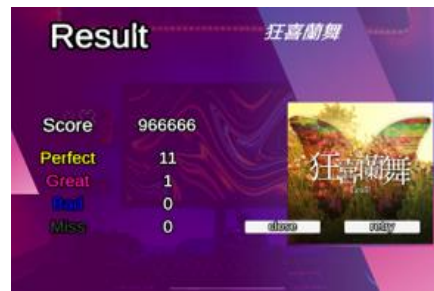 Result
狂喜蘭舞
Score 966666
Perfect 11
Great 1
Bad 0
Miss 0
狂喜蘭舞
close
retry